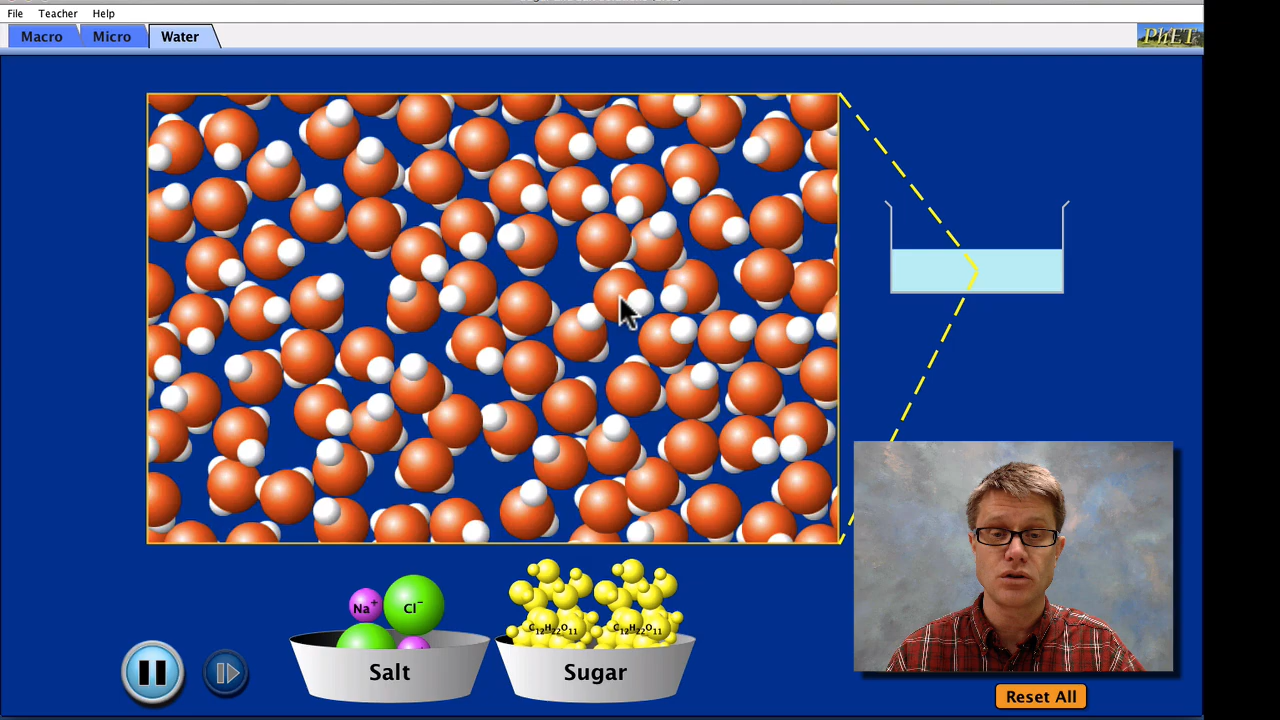 File Teacher Help
Macro Micro Water
PhET
Na+ Cl−
C12H22O11 C12H22O11
Salt Sugar
Reset All